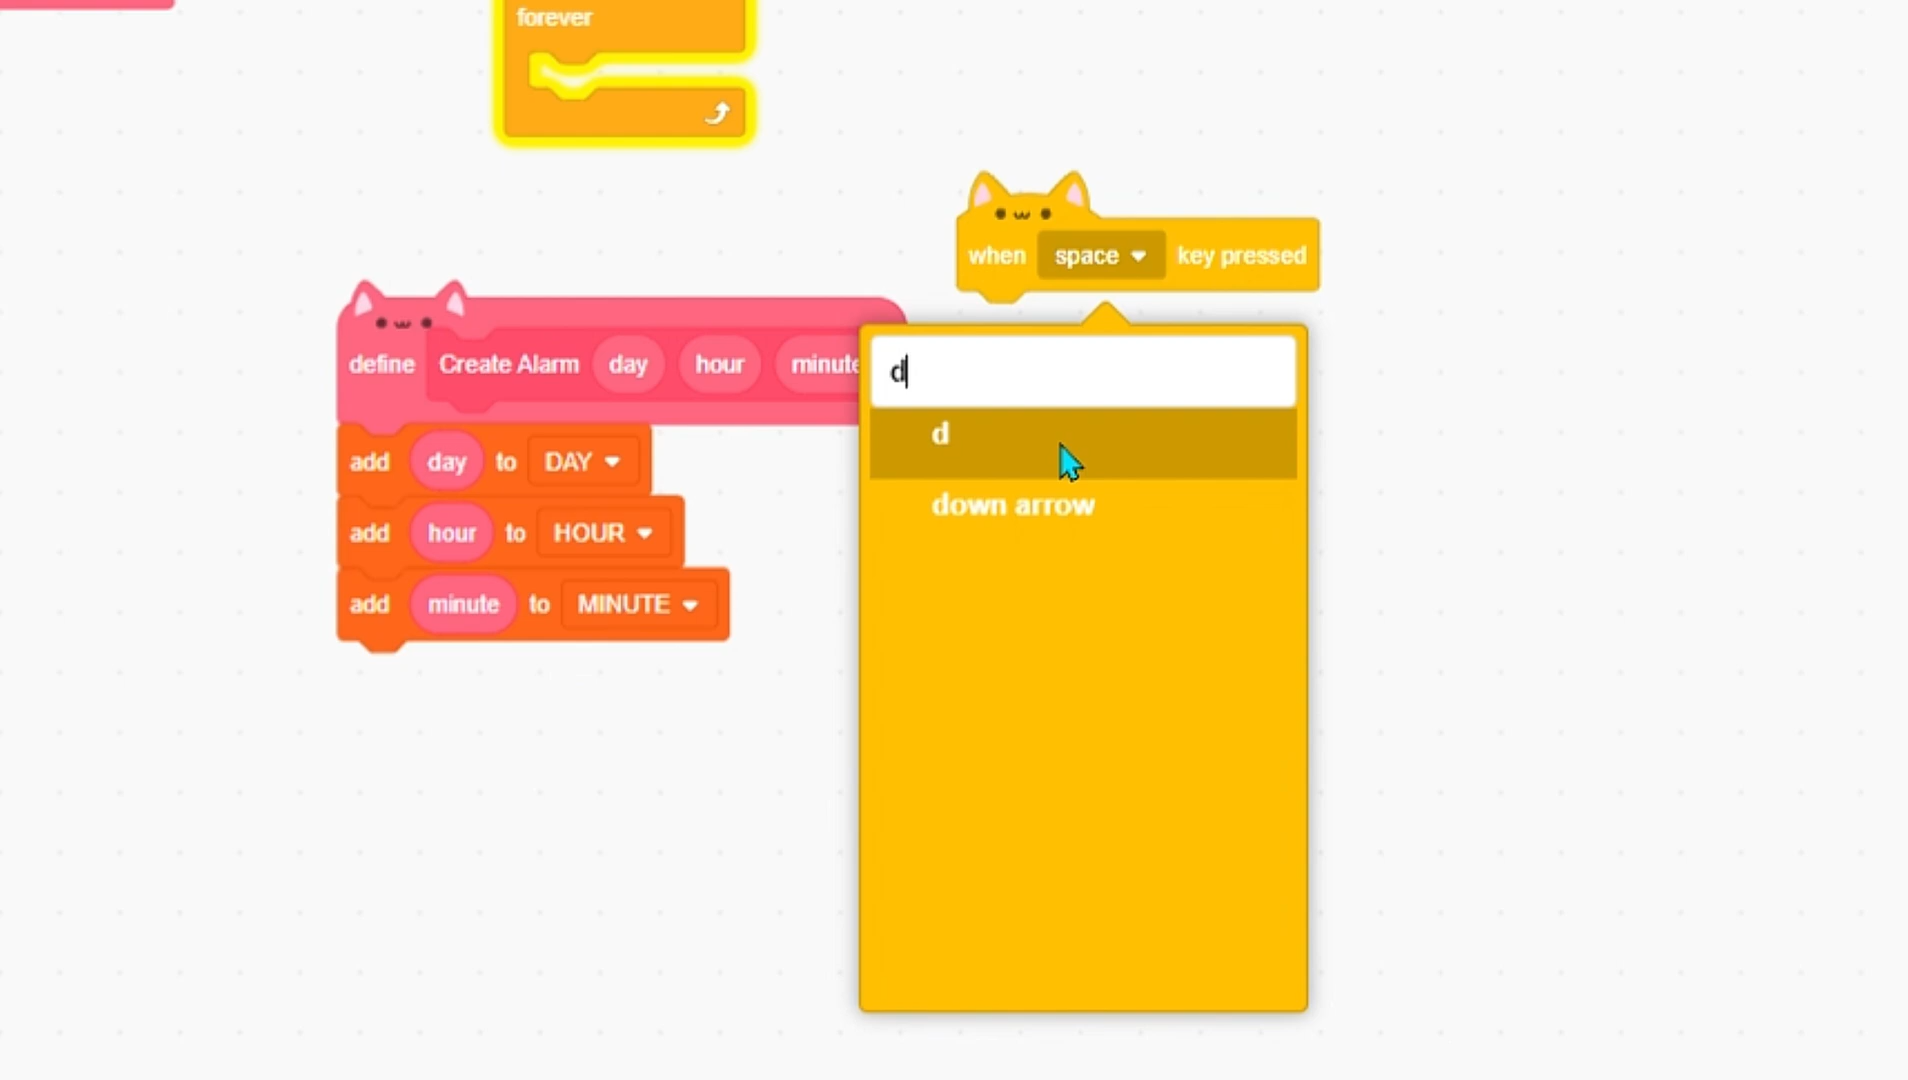 forever
when space key pressed
define Create Alarm day hour minute
d
d
add day to DAY
down arrow
add hour to HOUR
add minute to MINUTE